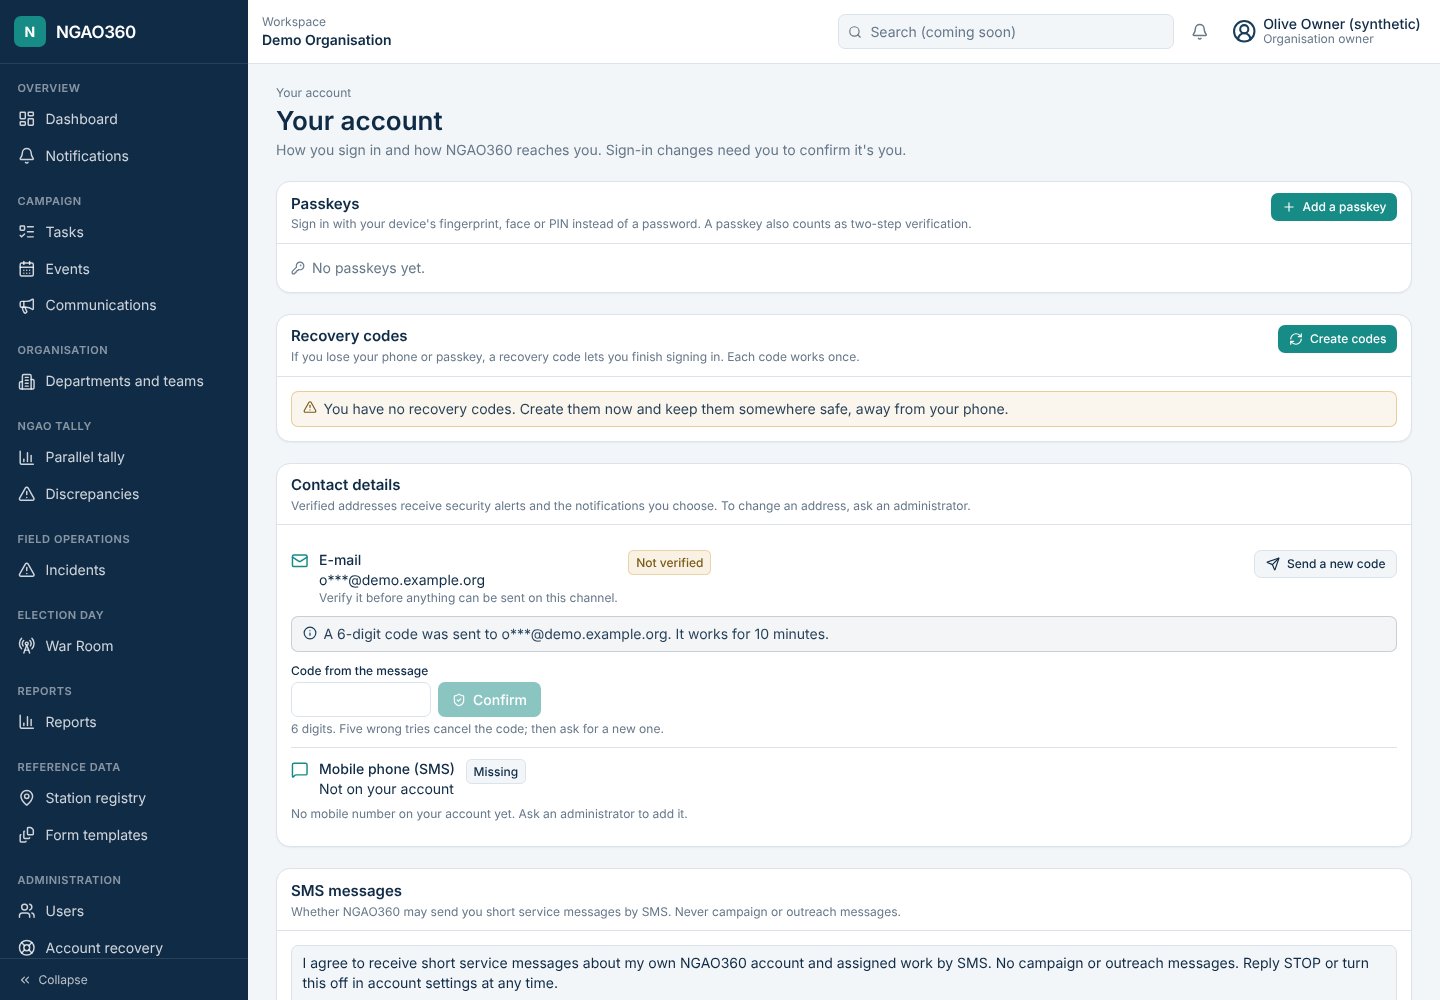 N NGAO360
Workspace
Demo Organisation
Search (coming soon)
Olive Owner (synthetic)
Organisation owner
OVERVIEW
Dashboard
Notifications
CAMPAIGN
Tasks
Events
Communications
ORGANISATION
Departments and teams
NGAO TALLY
Parallel tally
Discrepancies
FIELD OPERATIONS
Incidents
ELECTION DAY
War Room
REPORTS
Reports
REFERENCE DATA
Station registry
Form templates
ADMINISTRATION
Users
Account recovery
Collapse
Your account
Your account
How you sign in and how NGAO360 reaches you. Sign-in changes need you to confirm it's you.
Passkeys
Sign in with your device's fingerprint, face or PIN instead of a password. A passkey also counts as two-step verification.
Add a passkey
No passkeys yet.
Recovery codes
If you lose your phone or passkey, a recovery code lets you finish signing in. Each code works once.
Create codes
You have no recovery codes. Create them now and keep them somewhere safe, away from your phone.
Contact details
Verified addresses receive security alerts and the notifications you choose. To change an address, ask an administrator.
E-mail
o***@demo.example.org
Verify it before anything can be sent on this channel.
Not verified
Send a new code
A 6-digit code was sent to o***@demo.example.org. It works for 10 minutes.
Code from the message
Confirm
6 digits. Five wrong tries cancel the code; then ask for a new one.
Mobile phone (SMS)
Missing
Not on your account
No mobile number on your account yet. Ask an administrator to add it.
SMS messages
Whether NGAO360 may send you short service messages by SMS. Never campaign or outreach messages.
I agree to receive short service messages about my own NGAO360 account and assigned work by SMS. No campaign or outreach messages. Reply STOP or turn
this off in account settings at any time.